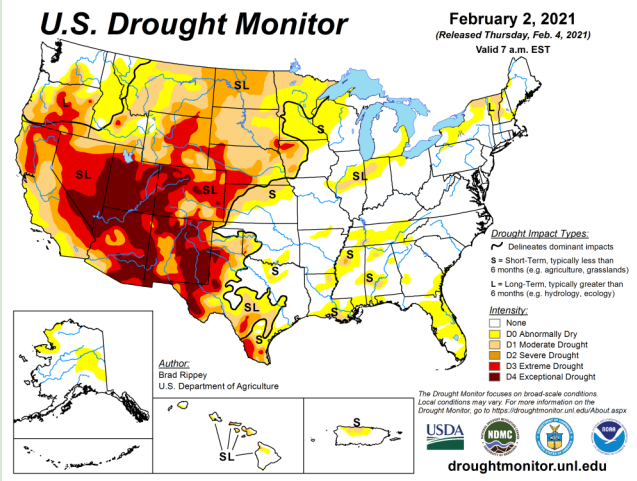 U.S. Drought Monitor
February 2, 2021
(Released Thursday, Feb. 4, 2021)
Valid 7 a.m. EST
SL
L
L
S
SL
SL
SL
S
S
S
S
SL
S
S
Drought Impact Types:
Delineates dominant impacts
S = Short-Term, typically less than
6 months (e.g. agriculture, grasslands)
L = Long-Term, typically greater than
6 months (e.g. hydrology, ecology)
Intensity:
None
D0 Abnormally Dry
D1 Moderate Drought
D2 Severe Drought
D3 Extreme Drought
D4 Exceptional Drought
Author:
Brad Rippey
U.S. Department of Agriculture
SL
S
The Drought Monitor focuses on broad-scale conditions.
Local conditions may vary. For more information on the
Drought Monitor, go to https://droughtmonitor.unl.edu/About.aspx
USDA
NDMC
NOAA
droughtmonitor.unl.edu